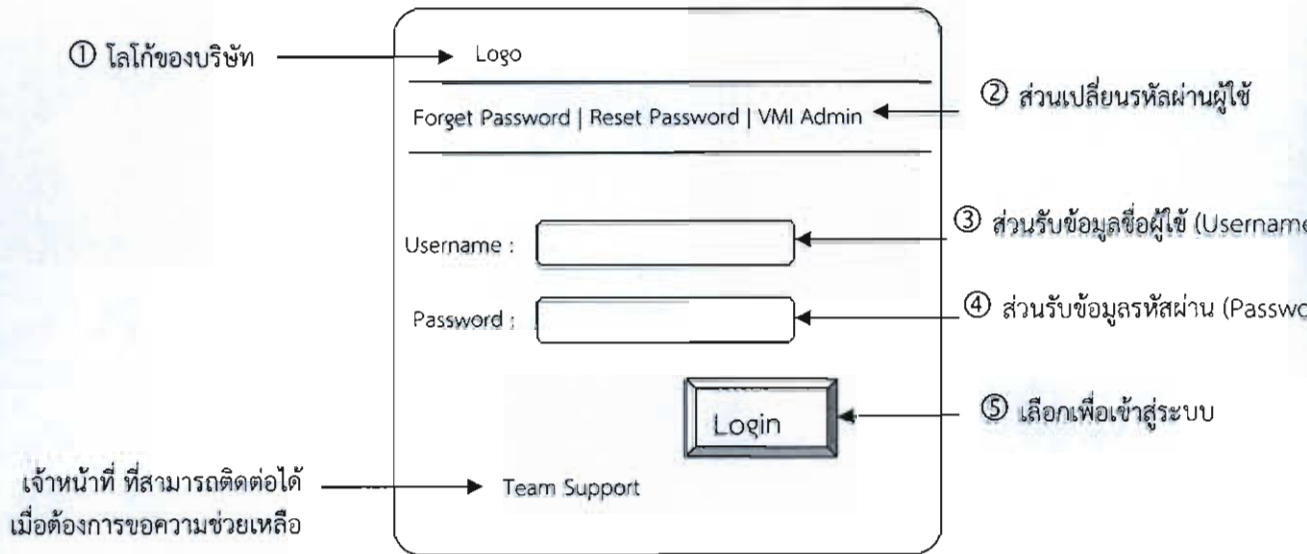 ① โลโก้ของบริษัท
Logo
② ส่วนเปลี่ยนรหัสผ่านผู้ใช้
Forget Password | Reset Password | VMI Admin
③ ส่วนรับข้อมูลชื่อผู้ใช้ (Username
Username :
④ ส่วนรับข้อมูลรหัสผ่าน (Passwo
Password :
Login
⑤ เลือกเพื่อเข้าสู่ระบบ
เจ้าหน้าที่ ที่สามารถติดต่อได้
เมื่อต้องการขอความช่วยเหลือ
Team Support